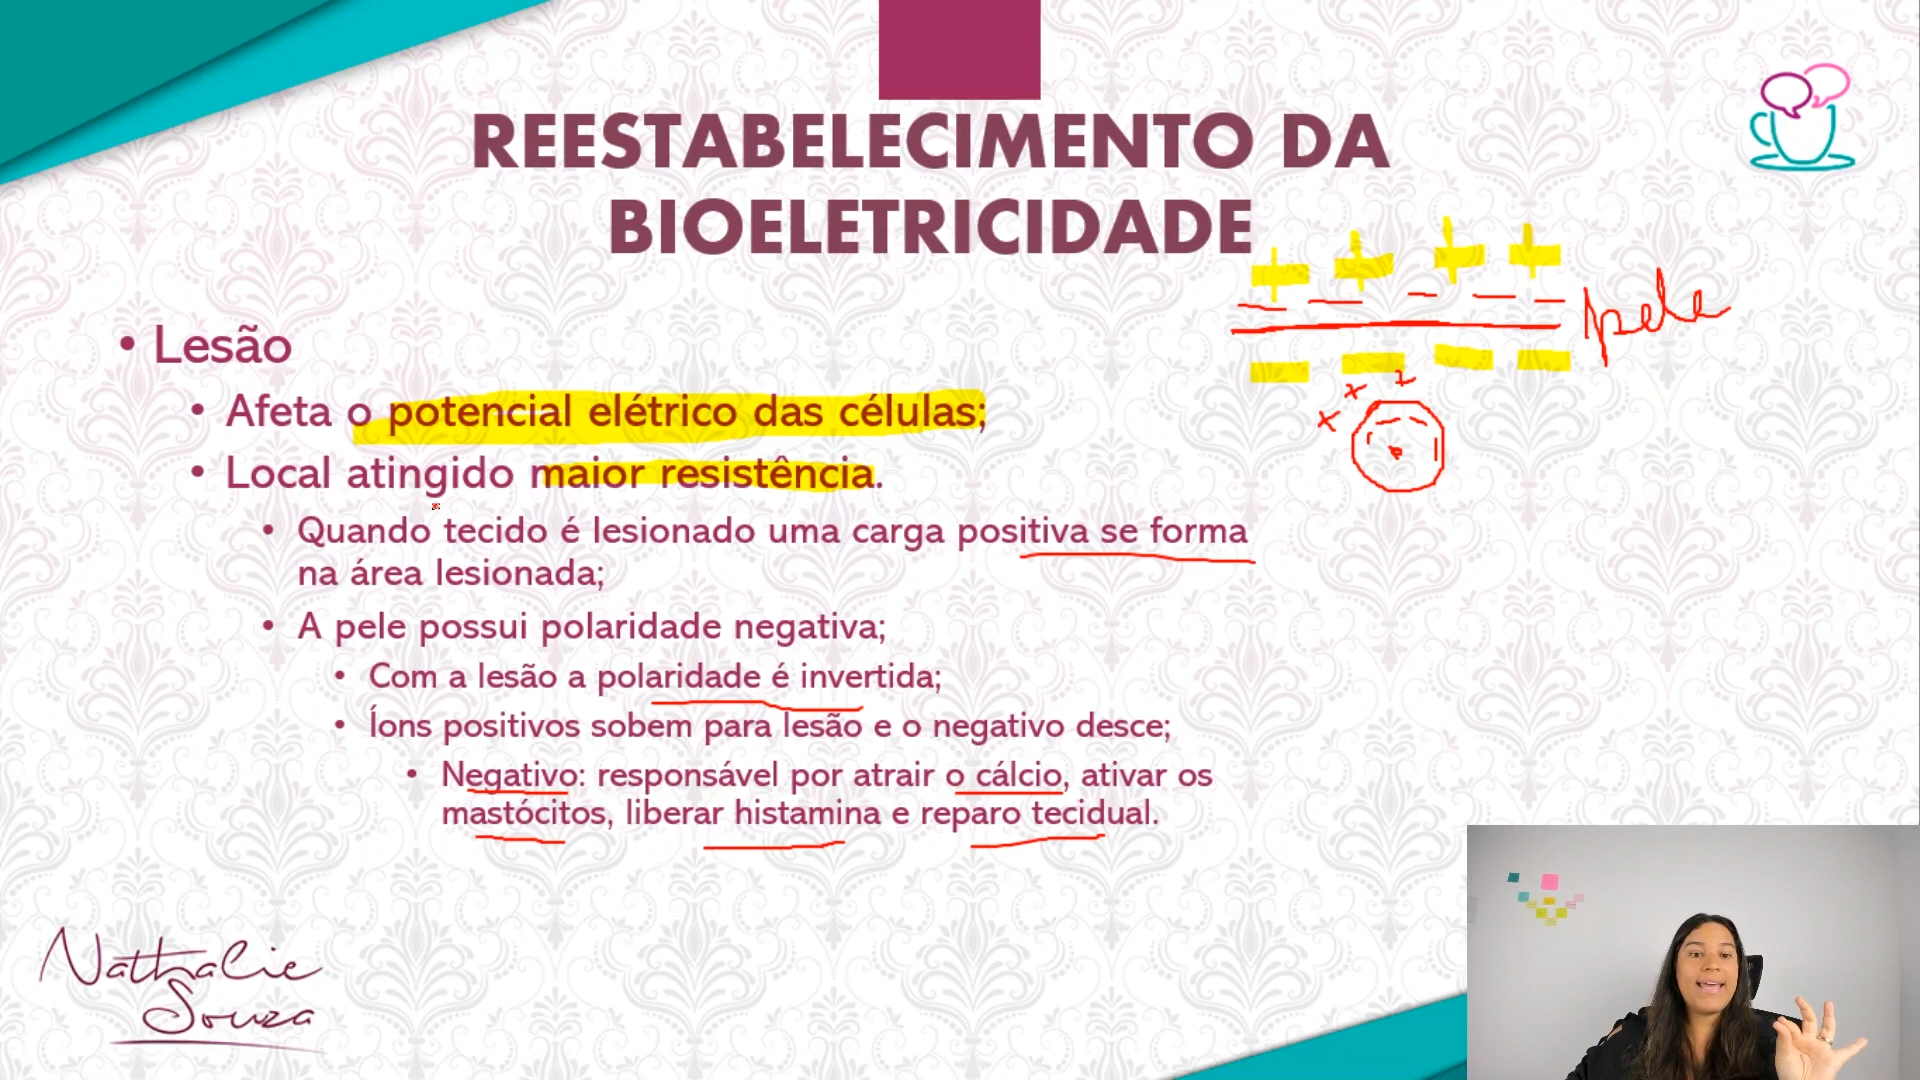 REESTABELECIMENTO DA
BIOELETRICIDADE
pele
• Lesão
• Afeta o potencial elétrico das células;
• Local atingido maior resistência.
• Quando tecido é lesionado uma carga positiva se forma
na área lesionada;
• A pele possui polaridade negativa;
• Com a lesão a polaridade é invertida;
• Íons positivos sobem para lesão e o negativo desce;
• Negativo: responsável por atrair o cálcio, ativar os
mastócitos, liberar histamina e reparo tecidual.
Nathalie
Souza